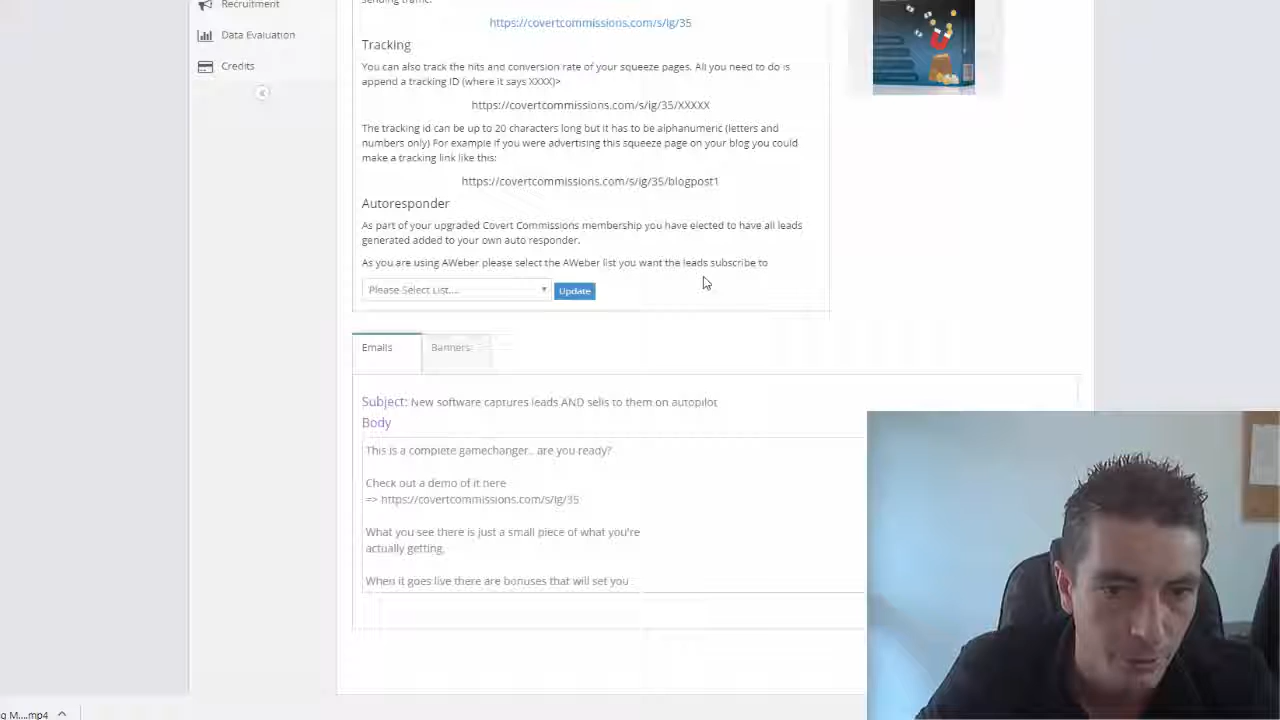 Recruitment
Data Evaluation
Credits
https://covertcommissions.com/s/lg/35
Tracking
You can also track the hits and conversion rate of your squeeze pages. All you need to do is
append a tracking ID (where it says XXXX)>
https://covertcommissions.com/s/lg/35/XXXXX
The tracking id can be up to 20 characters long but it has to be alphanumeric (letters and
numbers only) For example if you were advertising this squeeze page on your blog you could
make a tracking link like this:
https://covertcommissions.com/s/lg/35/blogpost1
Autoresponder
As part of your upgraded Covert Commissions membership you have elected to have all leads
generated added to your own auto responder.
As you are using AWeber please select the AWeber list you want the leads subscribe to
Please Select List....
Update
Emails
Banners
Subject: New software captures leads AND sells to them on autopilot
Body
This is a complete gamechanger.. are you ready?
Check out a demo of it here
=> https://covertcommissions.com/s/lg/35
What you see there is just a small piece of what you're
actually getting.
When it goes live there are bonuses that will set you